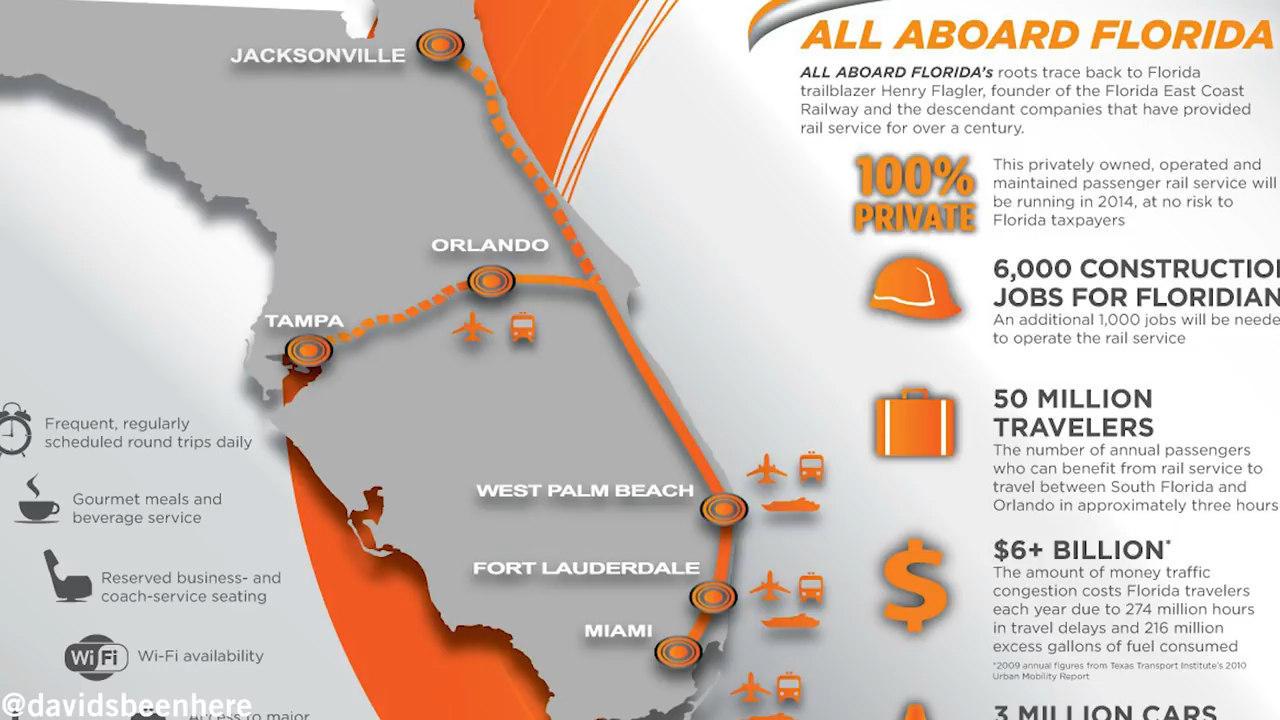 ALL ABOARD FLORIDA
ALL ABOARD FLORIDA's roots trace back to Florida
trailblazer Henry Flagler, founder of the Florida East Coast
Railway and the descendant companies that have provided
rail service for over a century.
100%
PRIVATE
This privately owned, operated and
maintained passenger rail service will
be running in 2014, at no risk to
Florida taxpayers
6,000 CONSTRUCTIO
JOBS FOR FLORIDIAN
An additional 1,000 jobs will be neede
to operate the rail service
50 MILLION
TRAVELERS
The number of annual passengers
who can benefit from rail service to
travel between South Florida and
Orlando in approximately three hours
$
$6+ BILLION*
The amount of money traffic
congestion costs Florida travelers
each year due to 274 million hours
in travel delays and 216 million
excess gallons of fuel consumed
*2009 annual figures from Texas Transport Institute's 2010
Urban Mobility Report
3 MILLION CARS
JACKSONVILLE
ORLANDO
TAMPA
WEST PALM BEACH
FORT LAUDERDALE
MIAMI
Frequent, regularly
scheduled round trips daily
Gourmet meals and
beverage service
Reserved business- and
coach-service seating
WiFi
Wi-Fi availability
Access to major
@davidsbeenhere